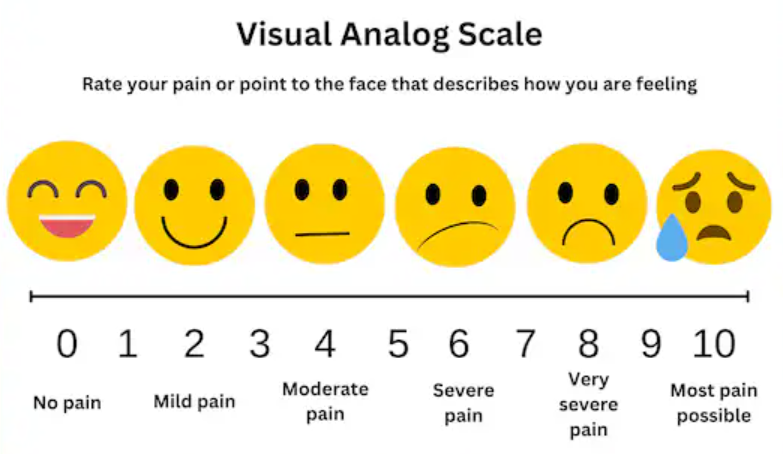 Visual Analog Scale
Rate your pain or point to the face that describes how you are feeling
0 1 2 3 4 5 6 7 8 9 10
No pain
Mild pain
Moderate
pain
Severe
pain
Very
severe
pain
Most pain
possible